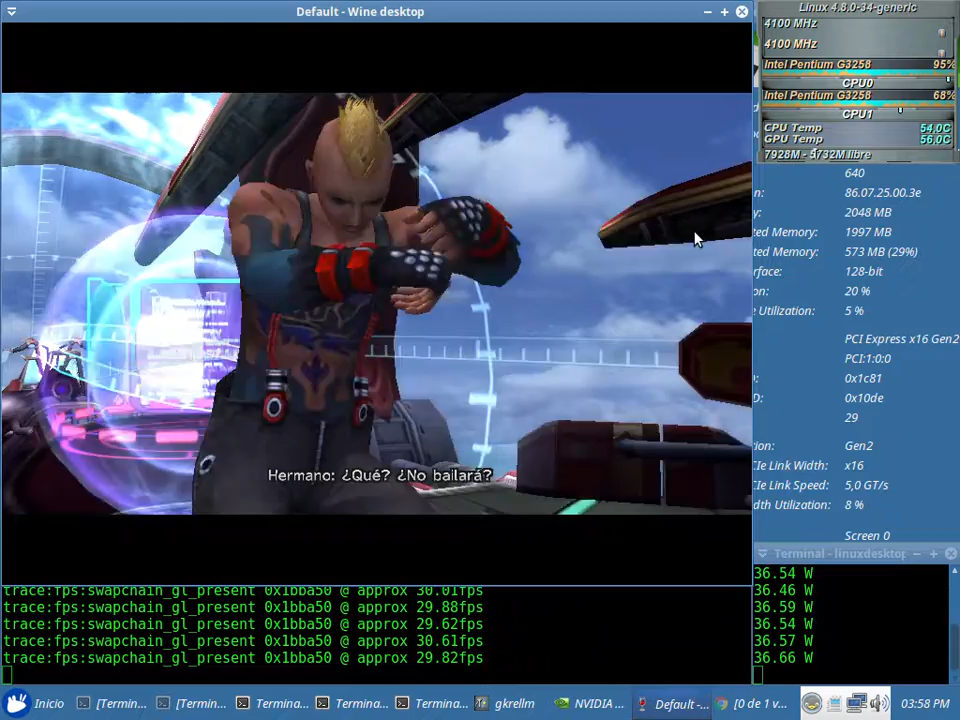 Default - Wine desktop
Linux 4.8.0-34-generic
4100 MHz
4100 MHz
Intel Pentium G3258 95%
CPU0
Intel Pentium G3258 68%
CPU1
CPU Temp 54.0C
GPU Temp 56.0C
7928M - 5732M libre
640
n: 86.07.25.00.3e
y: 2048 MB
ted Memory: 1997 MB
ted Memory: 573 MB (29%)
rface: 128-bit
on: 20 %
e Utilization: 5 %
PCI Express x16 Gen2
PCI:1:0:0
D: 0x1c81
D: 0x10de
29
ion: Gen2
CIe Link Width: x16
CIe Link Speed: 5,0 GT/s
dth Utilization: 8 %
Screen 0
Hermano: ¿Qué? ¿No bailará?
Terminal - linuxdesktop
trace:fps:swapchain_gl_present 0x1bba50 @ approx 30.01fps
trace:fps:swapchain_gl_present 0x1bba50 @ approx 29.88fps
trace:fps:swapchain_gl_present 0x1bba50 @ approx 29.62fps
trace:fps:swapchain_gl_present 0x1bba50 @ approx 30.61fps
trace:fps:swapchain_gl_present 0x1bba50 @ approx 29.82fps
36.54 W
36.46 W
36.59 W
36.54 W
36.57 W
36.66 W
Inicio [Termin... [Termin... Termina... Termina... Termina... gkrellm NVIDIA ... Default -... [0 de 1 v... 03:58 PM